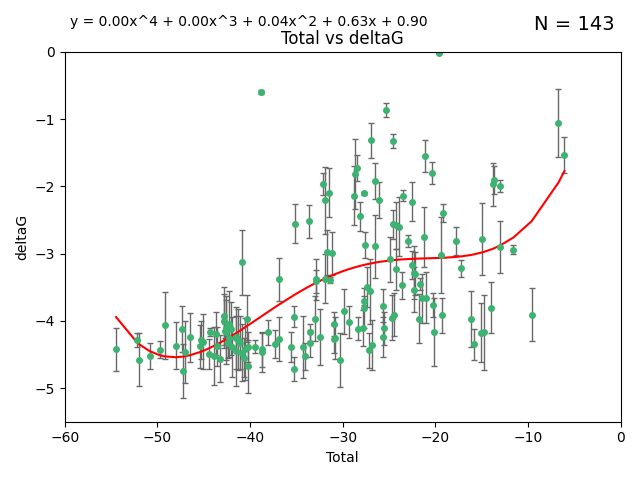 y = 0.00x^4 + 0.00x^3 + 0.04x^2 + 0.63x + 0.90
N = 143
Total vs deltaG
0
−1
−2
−3
−4
−5
deltaG
−60 −50 −40 −30 −20 −10 0
Total